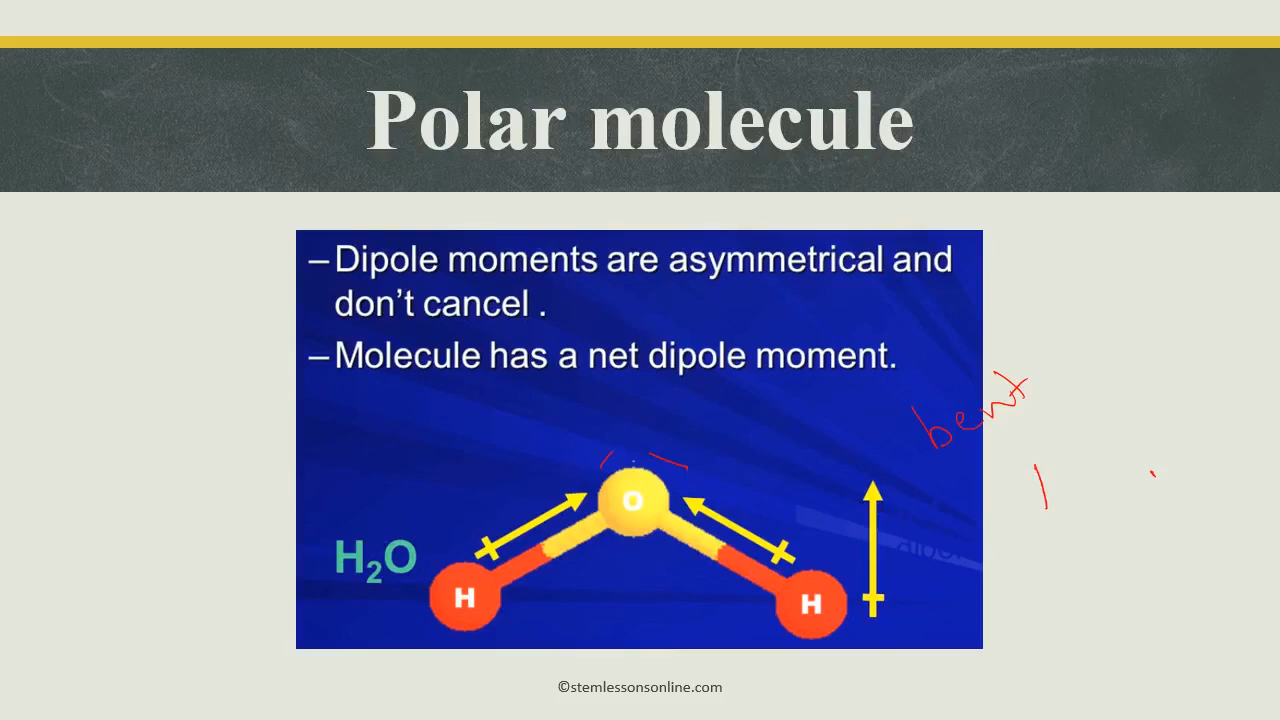 Polar molecule
– Dipole moments are asymmetrical and
don’t cancel .
– Molecule has a net dipole moment.
bent
O
H₂O
H
H
©stemlessonsonline.com